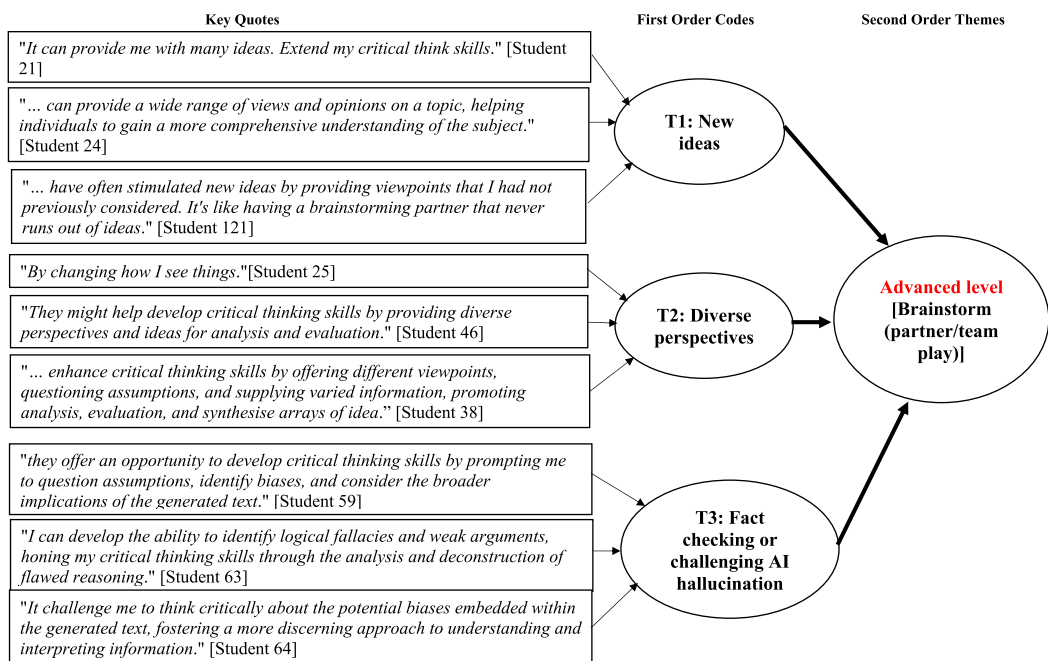 Key Quotes
First Order Codes
Second Order Themes
"It can provide me with many ideas. Extend my critical think skills." [Student
21]
"… can provide a wide range of views and opinions on a topic, helping
individuals to gain a more comprehensive understanding of the subject."
[Student 24]
"… have often stimulated new ideas by providing viewpoints that I had not
previously considered. It's like having a brainstorming partner that never
runs out of ideas." [Student 121]
T1: New
ideas
"By changing how I see things."[Student 25]
"They might help develop critical thinking skills by providing diverse
perspectives and ideas for analysis and evaluation." [Student 46]
"… enhance critical thinking skills by offering different viewpoints,
questioning assumptions, and supplying varied information, promoting
analysis, evaluation, and synthesise arrays of idea.” [Student 38]
T2: Diverse
perspectives
Advanced level
[Brainstorm
(partner/team
play)]
"they offer an opportunity to develop critical thinking skills by prompting me
to question assumptions, identify biases, and consider the broader
implications of the generated text." [Student 59]
"I can develop the ability to identify logical fallacies and weak arguments,
honing my critical thinking skills through the analysis and deconstruction of
flawed reasoning." [Student 63]
"It challenge me to think critically about the potential biases embedded within
the generated text, fostering a more discerning approach to understanding and
interpreting information." [Student 64]
T3: Fact
checking or
challenging AI
hallucination